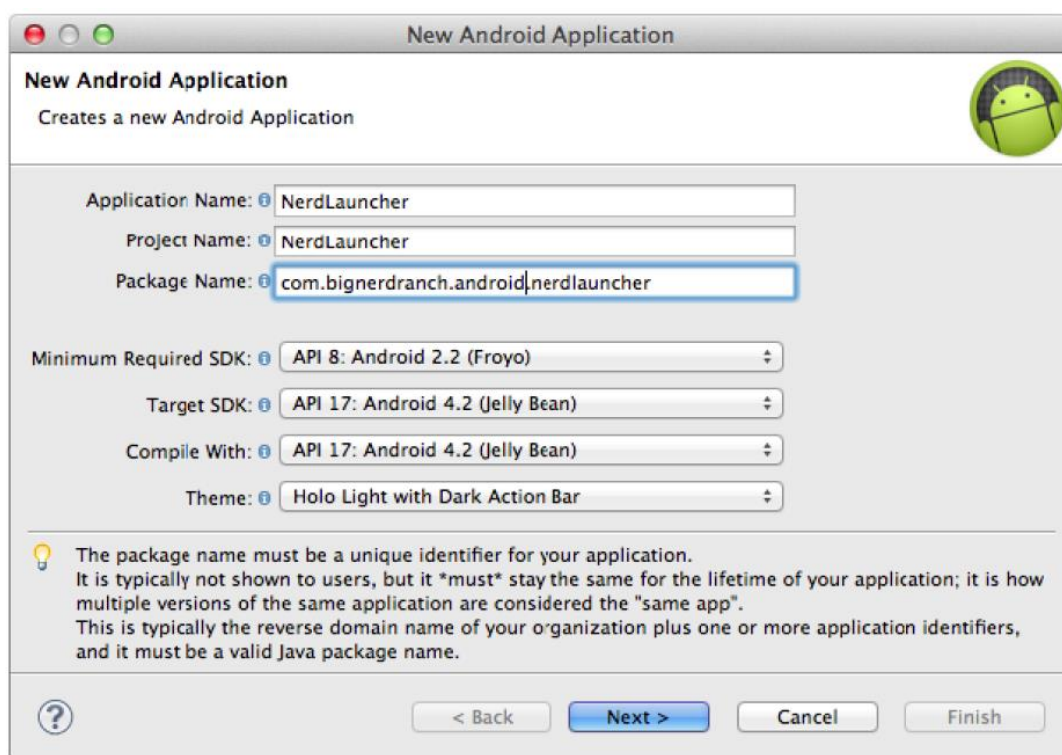 New Android Application
New Android Application
Creates a new Android Application
Application Name: NerdLauncher
Project Name: NerdLauncher
Package Name: com.bignerdranch.android.nerdlauncher
Minimum Required SDK: API 8: Android 2.2 (Froyo)
Target SDK: API 17: Android 4.2 (Jelly Bean)
Compile With: API 17: Android 4.2 (Jelly Bean)
Theme: Holo Light with Dark Action Bar
The package name must be a unique identifier for your application.
It is typically not shown to users, but it *must* stay the same for the lifetime of your application; it is how
multiple versions of the same application are considered the "same app".
This is typically the reverse domain name of your organization plus one or more application identifiers,
and it must be a valid Java package name.
? < Back Next > Cancel Finish